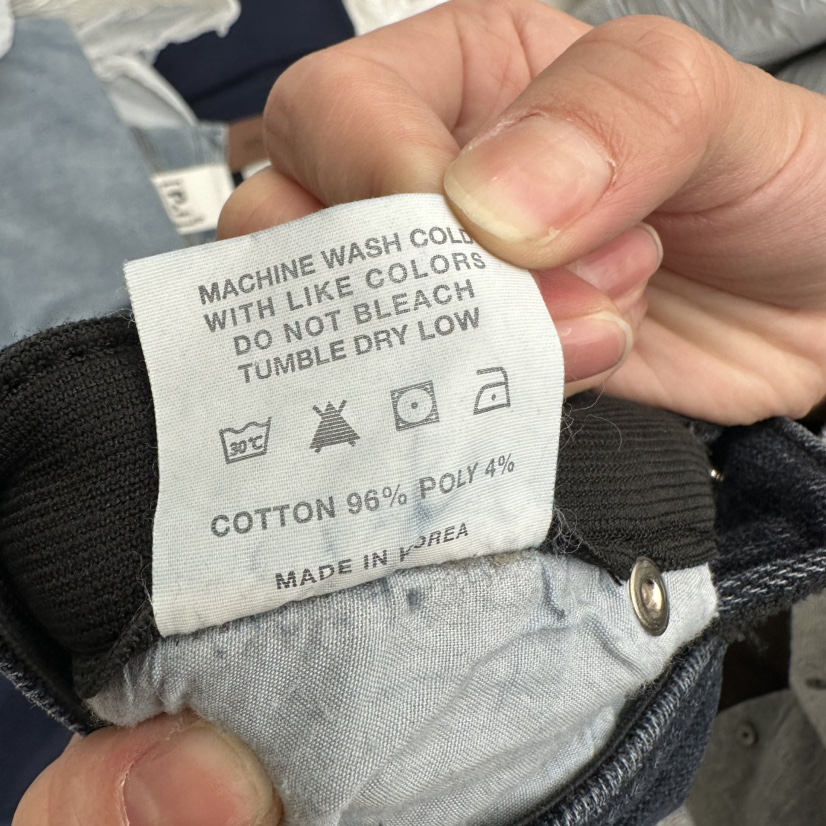 MACHINE WASH COLD
WITH LIKE COLORS
DO NOT BLEACH
TUMBLE DRY LOW
30℃
COTTON 96% POLY 4%
MADE IN KOREA